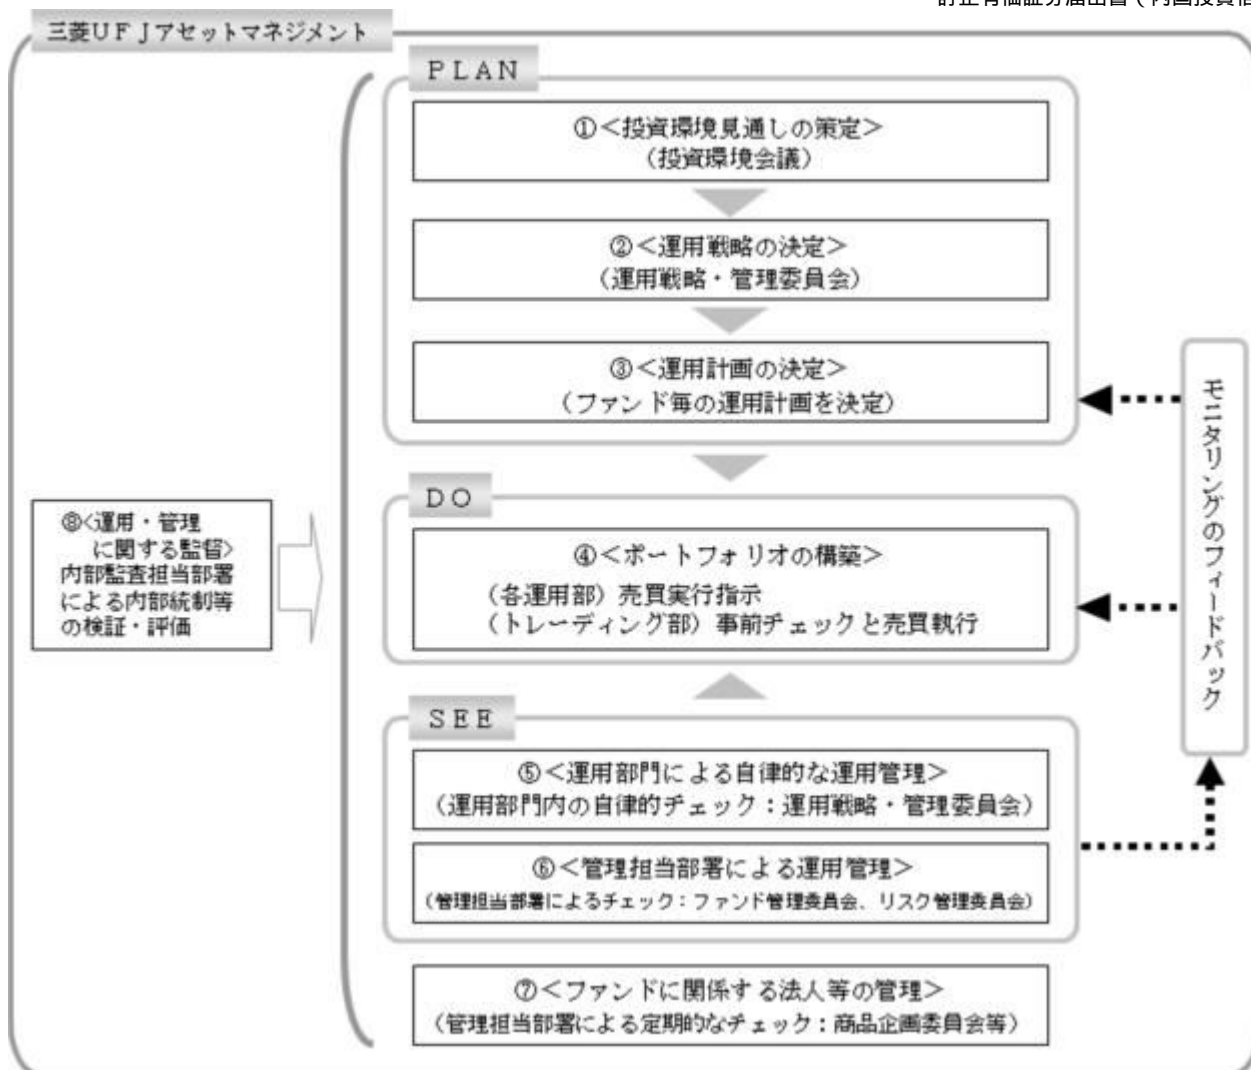 三菱UFJアセットマネジメント
PLAN
①<投資環境見通しの策定>
(投資環境会議)
②<運用戦略の決定>
(運用戦略・管理委員会)
③<運用計画の決定>
(ファンド毎の運用計画を決定)
モニタリングのフィードバック
DO
④<ポートフォリオの構築>
(各運用部)売買実行指示
(トレーディング部)事前チェックと売買執行
⑧<運用・管理
に関する監督>
内部監査担当部署
による内部統制等
の検証・評価
SEE
⑤<運用部門による自律的な運用管理>
(運用部門内の自律的チェック:運用戦略・管理委員会)
⑥<管理担当部署による運用管理>
(管理担当部署によるチェック:ファンド管理委員会、リスク管理委員会)
⑦<ファンドに関係する法人等の管理>
(管理担当部署による定期的なチェック:商品企画委員会等)